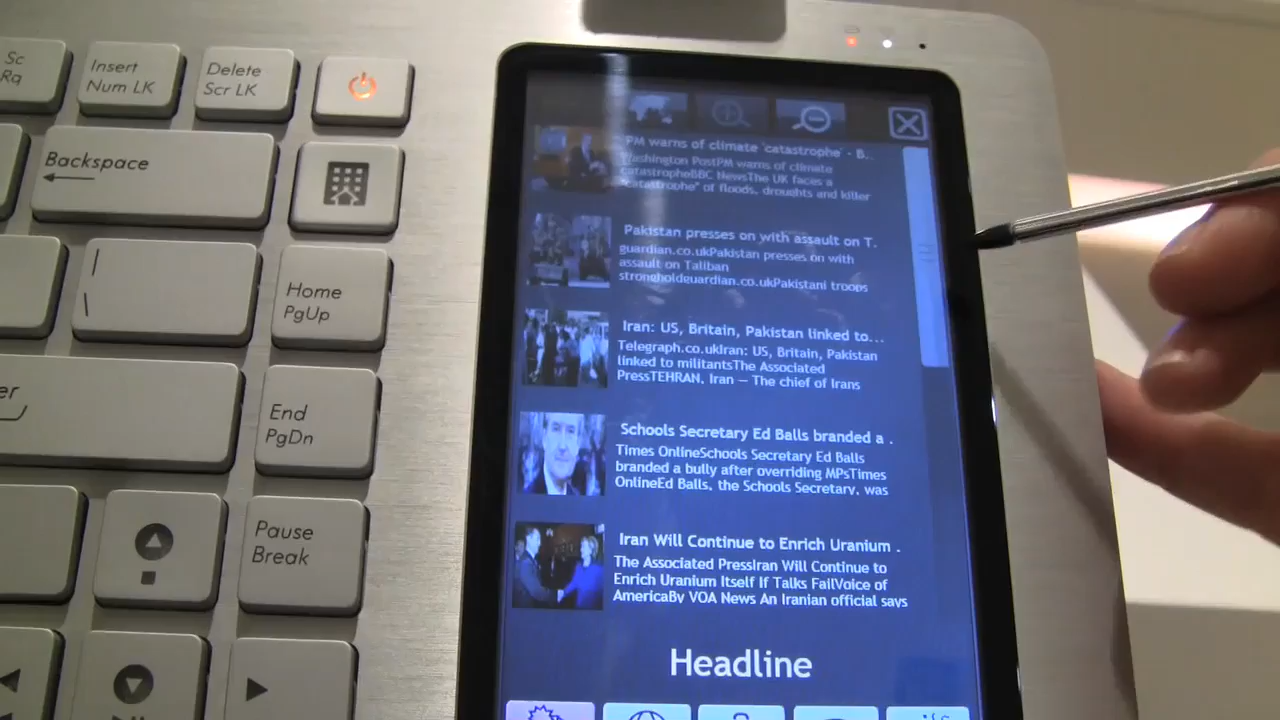 Sc
Rq
Insert
Num LK
Delete
Scr LK
Backspace
|
\
Home
PgUp
End
PgDn
Pause
Break
er
PM warns of climate 'catastrophe' - B..
Washington PostPM warns of climate
catastropheBBC NewsThe UK faces a
"catastrophe" of floods, droughts and killer
Pakistan presses on with assault on T.
guardian.co.ukPakistan presses on with
assault on Taliban
strongholdguardian.co.ukPakistani troops
Iran: US, Britain, Pakistan linked to...
Telegraph.co.ukIran: US, Britain, Pakistan
linked to militantsThe Associated
PressTEHRAN, Iran — The chief of Irans
Schools Secretary Ed Balls branded a .
Times OnlineSchools Secretary Ed Balls
branded a bully after overriding MPsTimes
OnlineEd Balls, the Schools Secretary, was
Iran Will Continue to Enrich Uranium .
The Associated PressIran Will Continue to
Enrich Uranium Itself If Talks FailVoice of
AmericaBy VOA News An Iranian official says
Headline